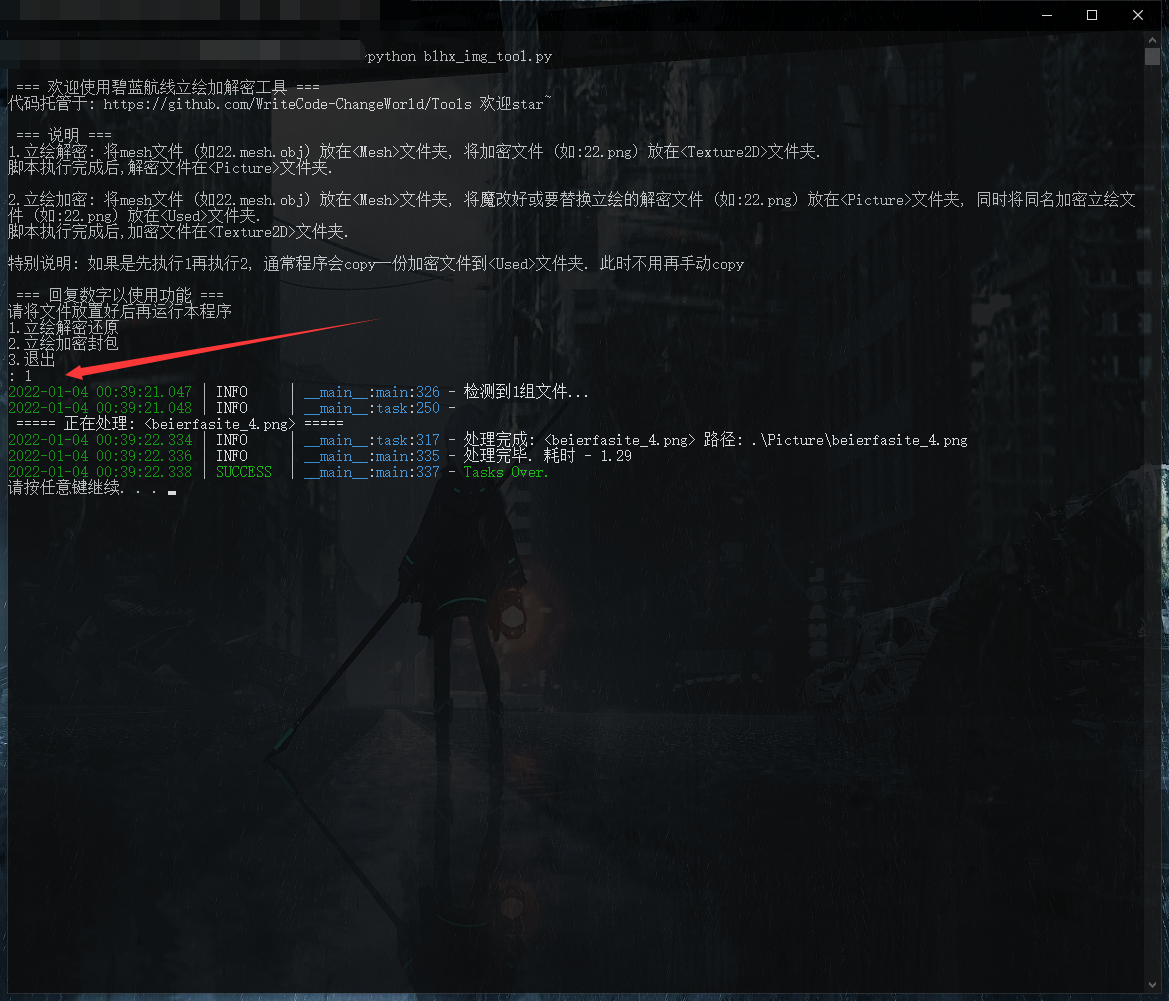 python blhx_img_tool.py
=== 欢迎使用碧蓝航线立绘加解密工具 ===
代码托管于: https://github.com/WriteCode-ChangeWorld/Tools 欢迎star~
=== 说明 ===
1.立绘解密: 将mesh文件 (如22.mesh.obj) 放在<Mesh>文件夹, 将加密文件 (如:22.png) 放在<Texture2D>文件夹.
脚本执行完成后,解密文件在<Picture>文件夹.
2.立绘加密: 将mesh文件 (如22.mesh.obj) 放在<Mesh>文件夹, 将魔改好或要替换立绘的解密文件 (如:22.png) 放在<Picture>文件夹, 同时将同名加密立绘文
件 (如:22.png) 放在<Used>文件夹.
脚本执行完成后,加密文件在<Texture2D>文件夹.
特别说明: 如果是先执行1再执行2, 通常程序会copy一份加密文件到<Used>文件夹. 此时不用再手动copy
=== 回复数字以使用功能 ===
请将文件放置好后再运行本程序
1.立绘解密还原
2.立绘加密封包
3.退出
: 1
2022-01-04 00:39:21.047 | INFO     | __main__:main:326 - 检测到1组文件...
2022-01-04 00:39:21.048 | INFO     | __main__:task:250 -
===== 正在处理: <beierfasite_4.png> =====
2022-01-04 00:39:22.334 | INFO     | __main__:task:317 - 处理完成: <beierfasite_4.png> 路径: .\Picture\beierfasite_4.png
2022-01-04 00:39:22.336 | INFO     | __main__:main:335 - 处理完毕. 耗时 - 1.29
2022-01-04 00:39:22.338 | SUCCESS  | __main__:main:337 - Tasks Over.
请按任意键继续. . .